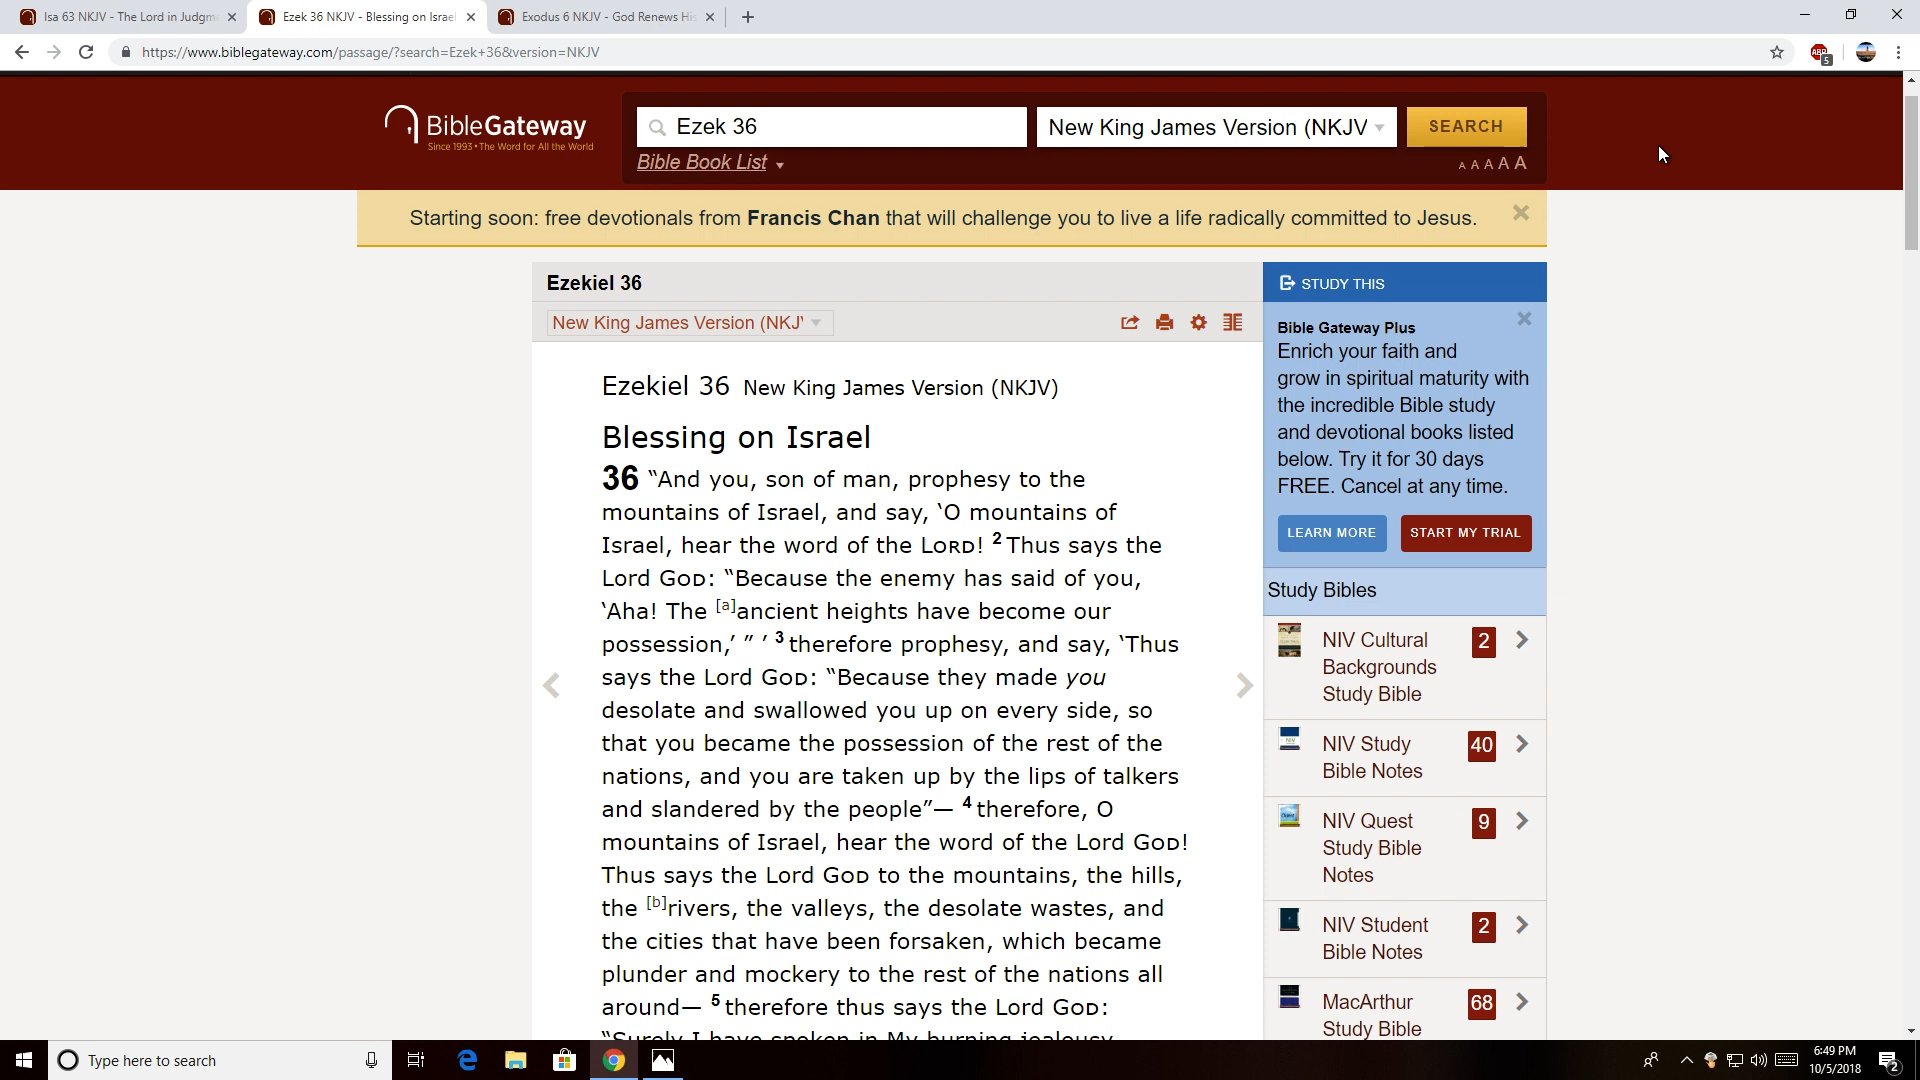 Isa 63 NKJV - The Lord in Judgm
Ezek 36 NKJV - Blessing on Israel
Exodus 6 NKJV - God Renews His
https://www.biblegateway.com/passage/?search=Ezek+36&version=NKJV
ABP
5
BibleGateway
Since 1993 • The Word for All the World
Ezek 36
New King James Version (NKJV
SEARCH
Bible Book List
A A A A A
Starting soon: free devotionals from Francis Chan that will challenge you to live a life radically committed to Jesus.
Ezekiel 36
New King James Version (NKJV
Ezekiel 36 New King James Version (NKJV)
Blessing on Israel
36 “And you, son of man, prophesy to the
mountains of Israel, and say, ‘O mountains of
Israel, hear the word of the LORD! 2 Thus says the
Lord GOD: “Because the enemy has said of you,
‘Aha! The [a]ancient heights have become our
possession,’ ” ’ 3 therefore prophesy, and say, ‘Thus
says the Lord GOD: “Because they made you
desolate and swallowed you up on every side, so
that you became the possession of the rest of the
nations, and you are taken up by the lips of talkers
and slandered by the people”— 4 therefore, O
mountains of Israel, hear the word of the Lord GOD!
Thus says the Lord GOD to the mountains, the hills,
the [b]rivers, the valleys, the desolate wastes, and
the cities that have been forsaken, which became
plunder and mockery to the rest of the nations all
around— 5 therefore thus says the Lord GOD:
“Surely I have spoken in My burning jealousy
STUDY THIS
Bible Gateway Plus
Enrich your faith and
grow in spiritual maturity with
the incredible Bible study
and devotional books listed
below. Try it for 30 days
FREE. Cancel at any time.
LEARN MORE
START MY TRIAL
Study Bibles
NIV Cultural
Backgrounds
Study Bible
2
NIV Study
Bible Notes
40
NIV Quest
Study Bible
Notes
9
NIV Student
Bible Notes
2
MacArthur
Study Bible
68
Type here to search
6:49 PM
10/5/2018
2